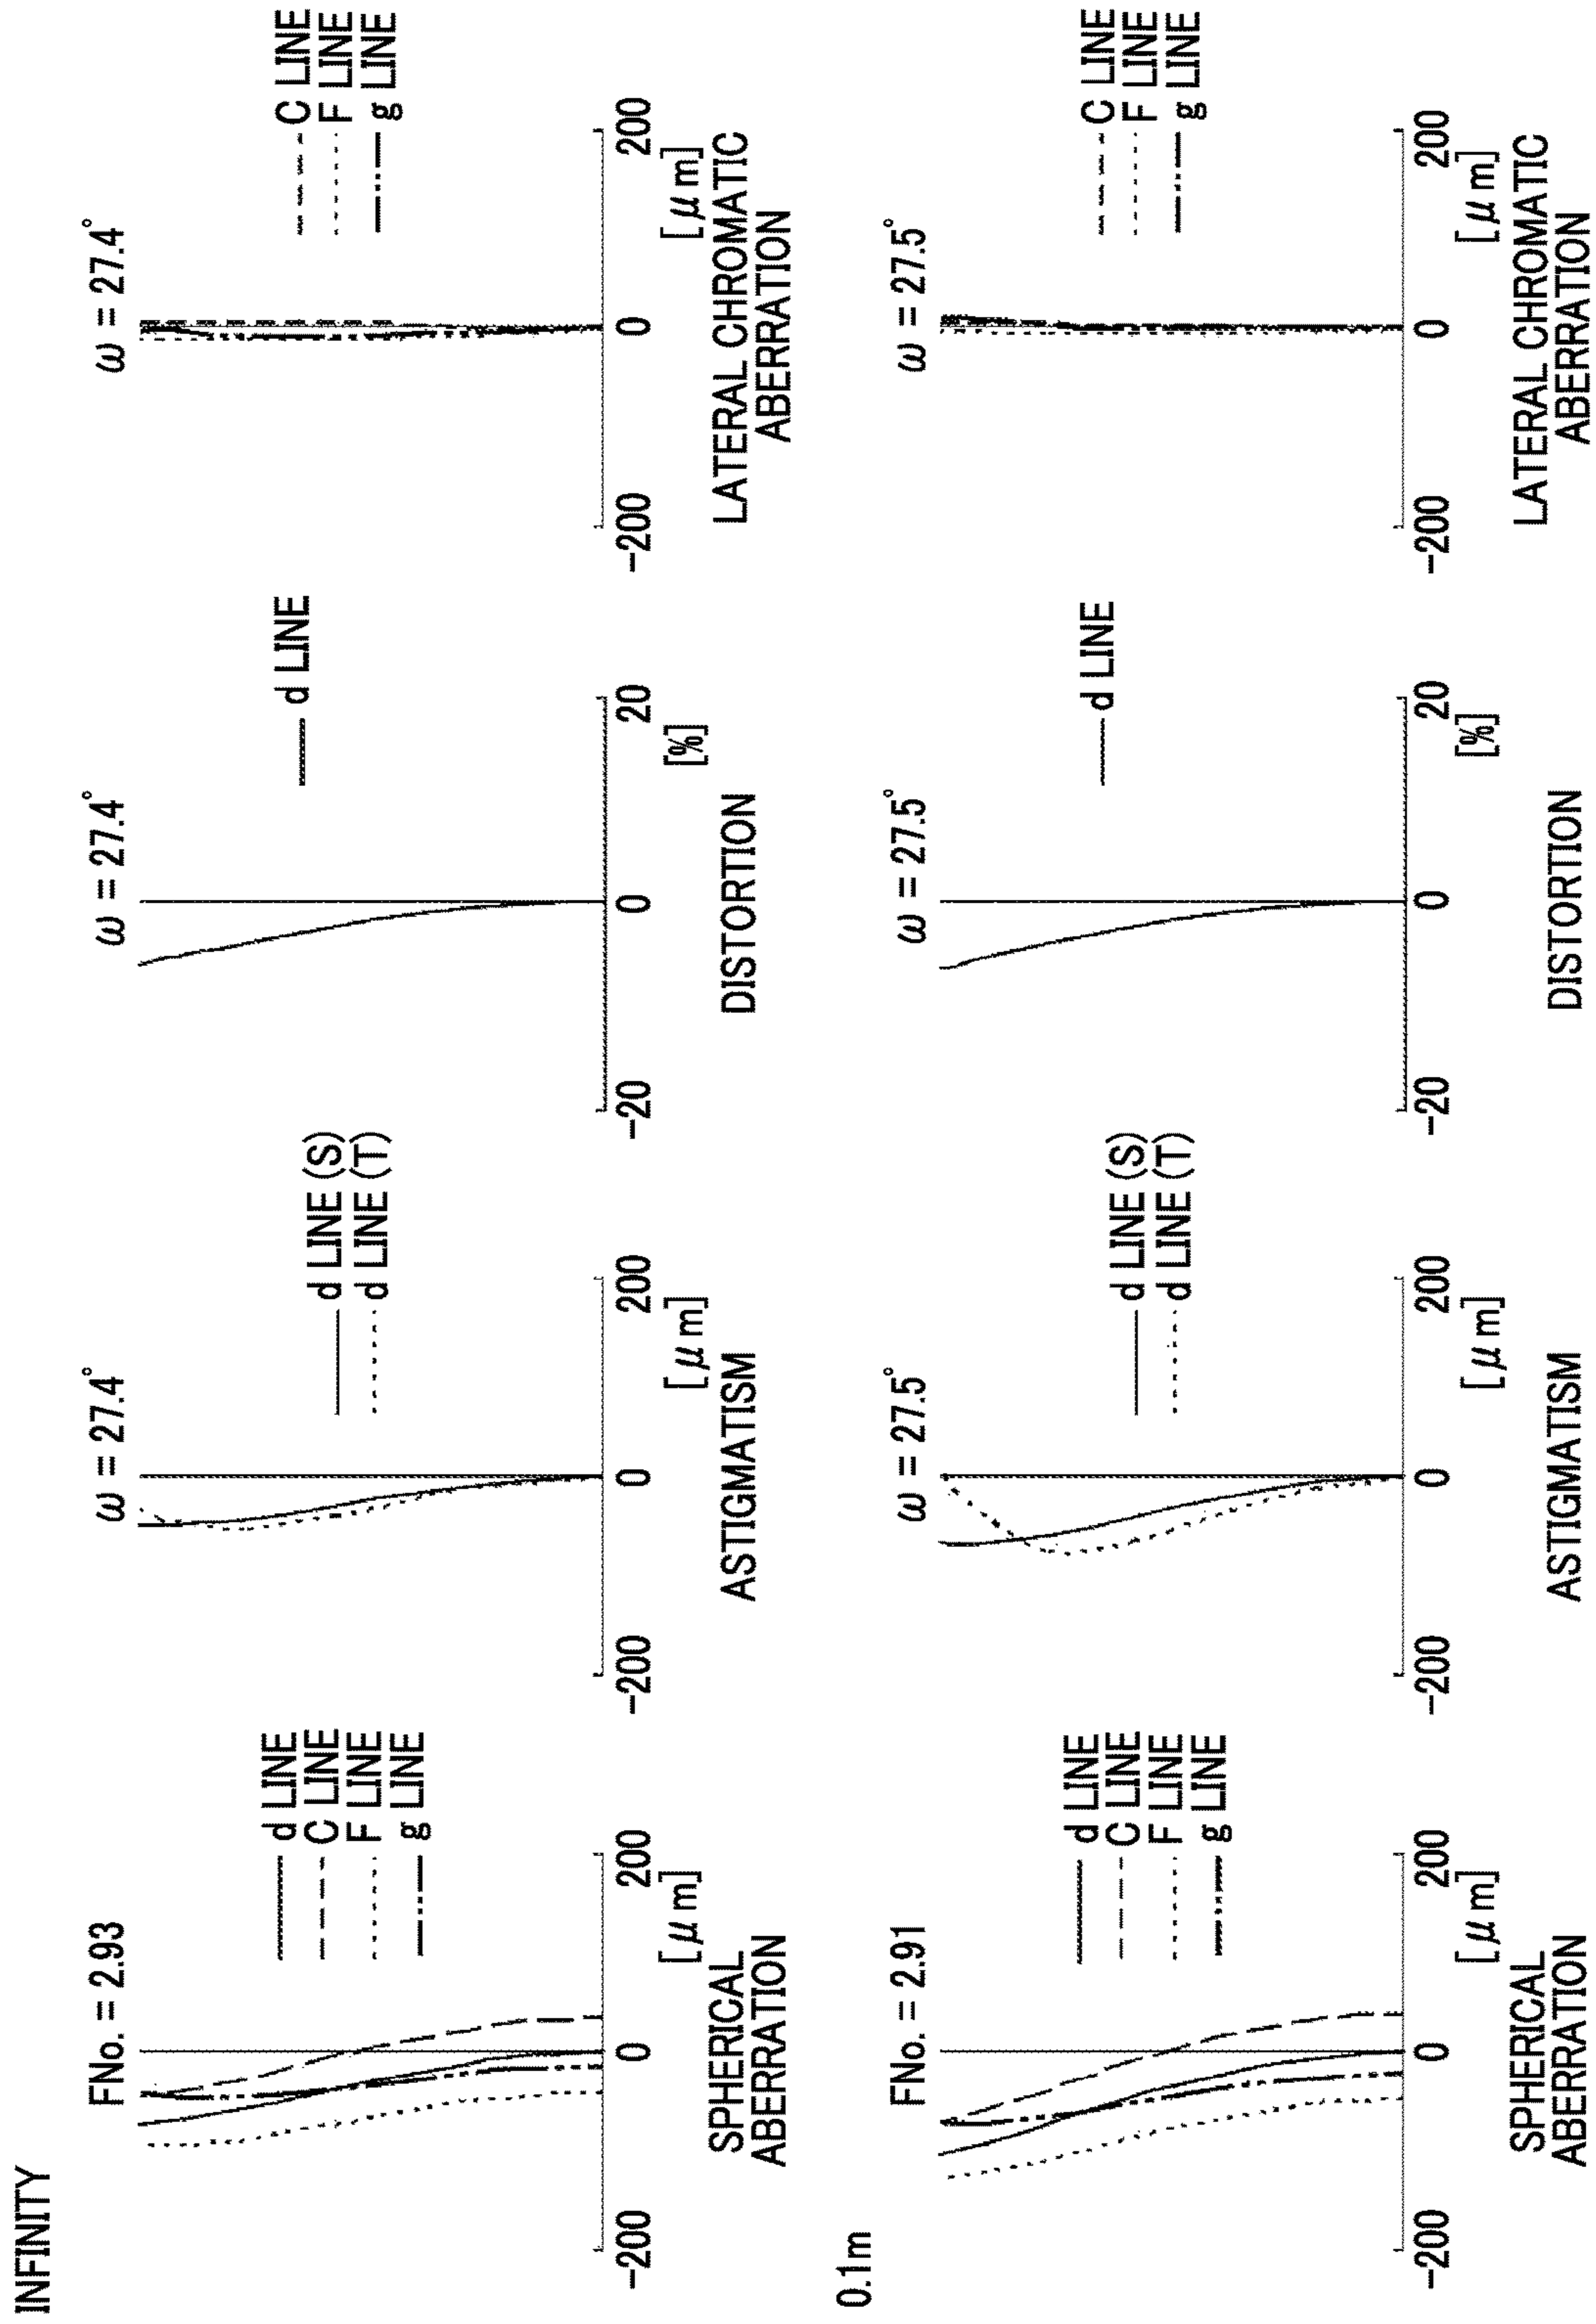 INFINITY
FNo. = 2.93
d LINE
C LINE
F LINE
g LINE
-200
0
200
[μm]
SPHERICAL
ABERRATION
ω = 27.4°
d LINE (S)
d LINE (T)
-200
0
200
[μm]
ASTIGMATISM
ω = 27.4°
d LINE
-20
0
20
[%]
DISTORTION
ω = 27.4°
C LINE
F LINE
g LINE
-200
0
200
[μm]
LATERAL CHROMATIC
ABERRATION
0.1m
FNo. = 2.91
d LINE
C LINE
F LINE
g LINE
-200
0
200
[μm]
SPHERICAL
ABERRATION
ω = 27.5°
d LINE (S)
d LINE (T)
-200
0
200
[μm]
ASTIGMATISM
ω = 27.5°
d LINE
-20
0
20
[%]
DISTORTION
ω = 27.5°
C LINE
F LINE
g LINE
-200
0
200
[μm]
LATERAL CHROMATIC
ABERRATION